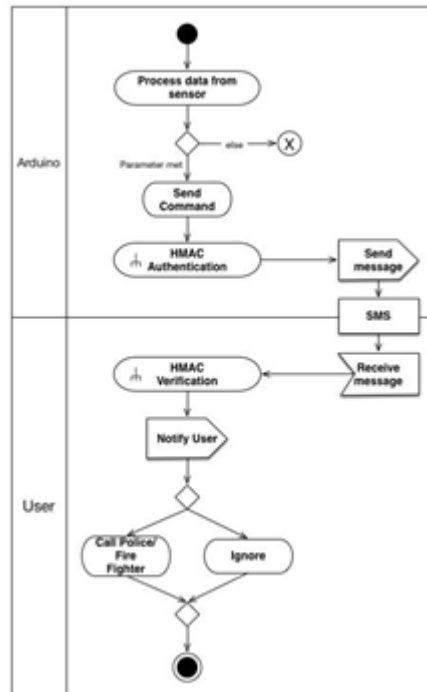 Process data from
sensor
else
X
Parameter met
Arduino
Send
Command
HMAC
Authentication
Send
message
SMS
HMAC
Verification
Receive
message
Notify User
User
Call Police/
Fire
Fighter
Ignore